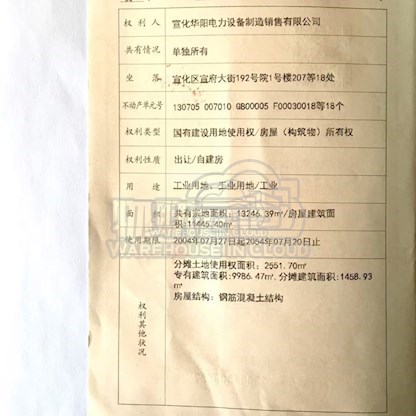 权利人 宣化华阳电力设备制造销售有限公司
共有情况 单独所有
坐落 宣化区宣府大街192号院1号楼207等18处
不动产单元号 130705 007010 GB00005 F00030018等18个
权利类型 国有建设用地使用权/房屋（构筑物）所有权
权利性质 出让/自建房
用途 工业用地、工业用地/工业
面积 共有宗地面积：13246.39㎡/房屋建筑面
积：11445.40㎡
使用期限 2004年07月27日起2054年07月20日止
权利其他状况
分摊土地使用权面积：2551.70㎡
专有建筑面积：9986.47㎡，分摊建筑面积：1458.93
㎡
房屋结构：钢筋混凝土结构
WAREHOUSE IN CLOUD